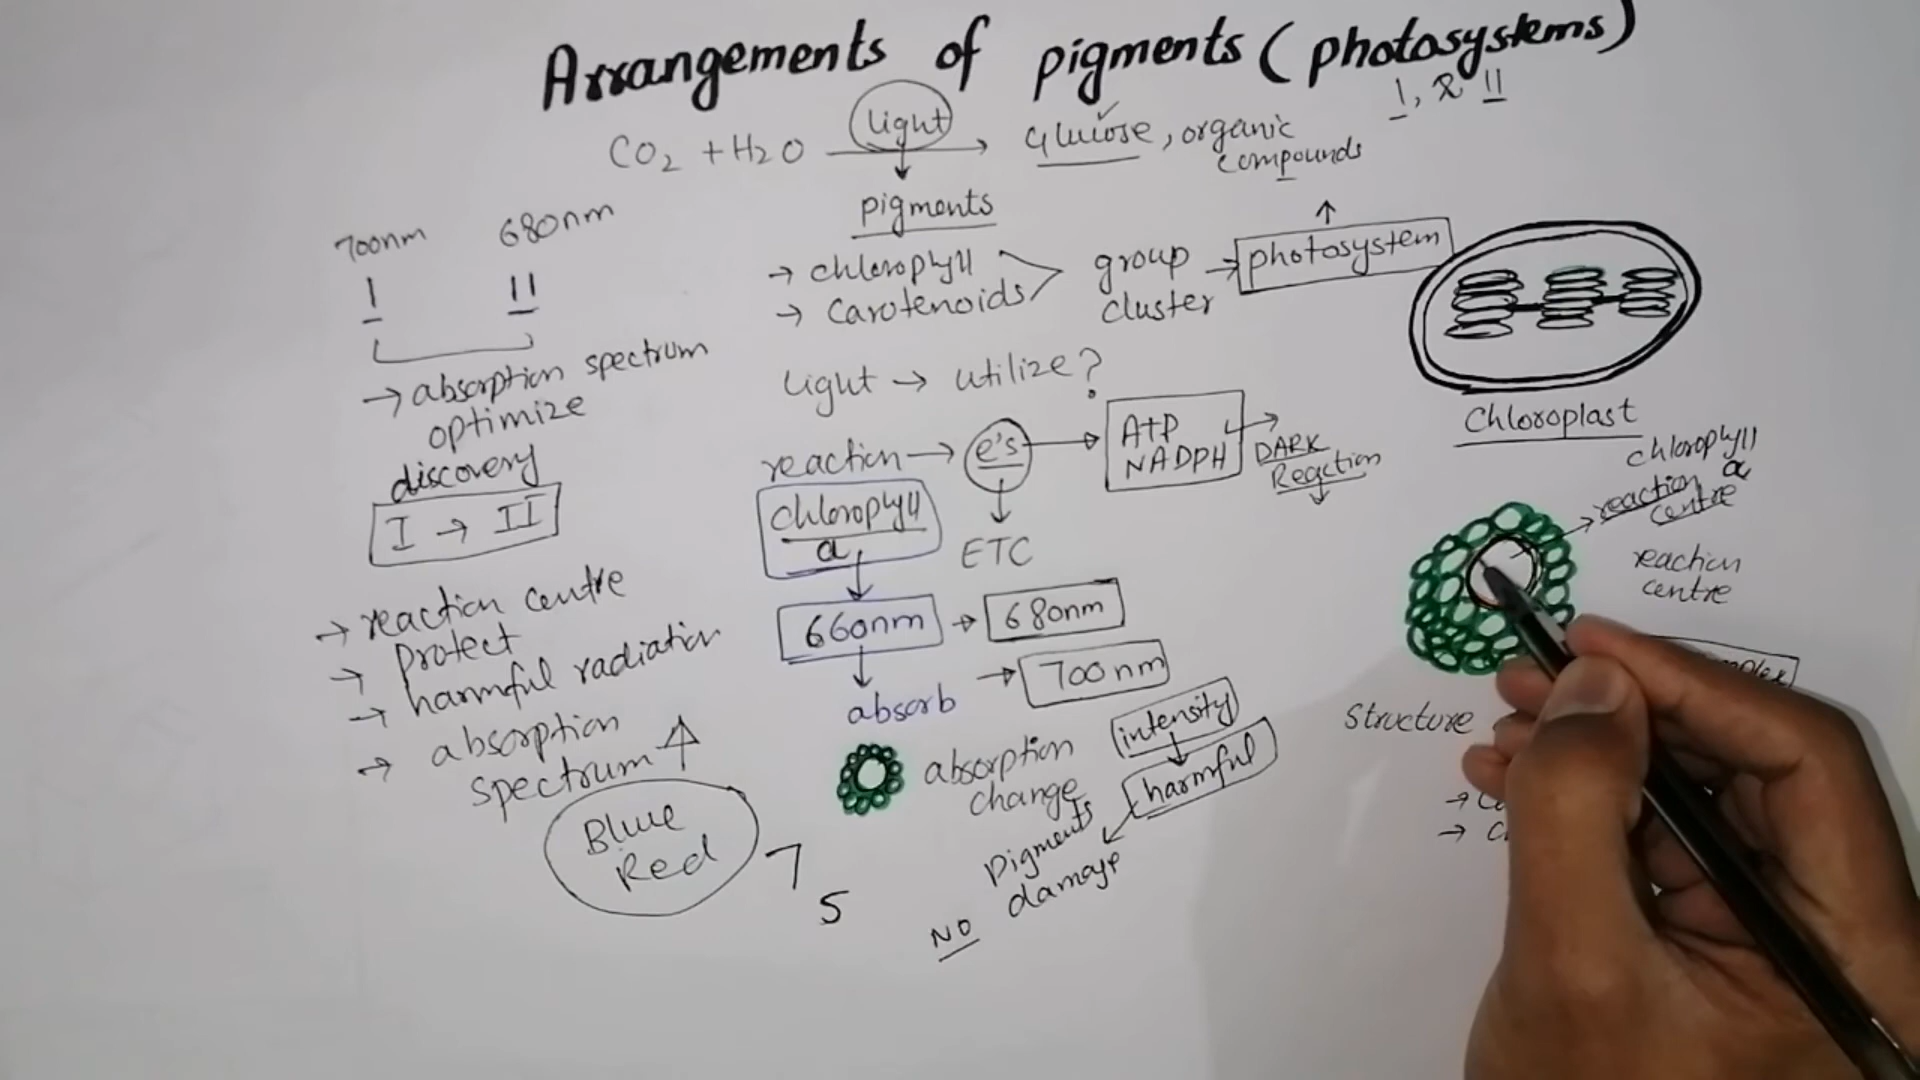 Arrangements of pigments (photosystems)
I, & II
CO2 + H2O light Glucose, organic
compounds
pigments
→ chlorophyll
→ Carotenoids
group
cluster
→ photosystem
Light → utilize?
reaction → e's → ATP
NADPH → DARK
Reaction
ETC
chlorophyll
a
660nm → 680nm
→ 700nm
absorb
absorption
change
intensity
harmful
pigments
damage
NO
700nm 680nm
I II
→ absorption spectrum
optimize
discovery
I → II
→ reaction centre
→ protect
→ harmful radiation
→ absorption
spectrum ↑
Blue
Red
7
5
Chloroplast
chlorophyll
a
reaction
centre
reaction
centre
Structure